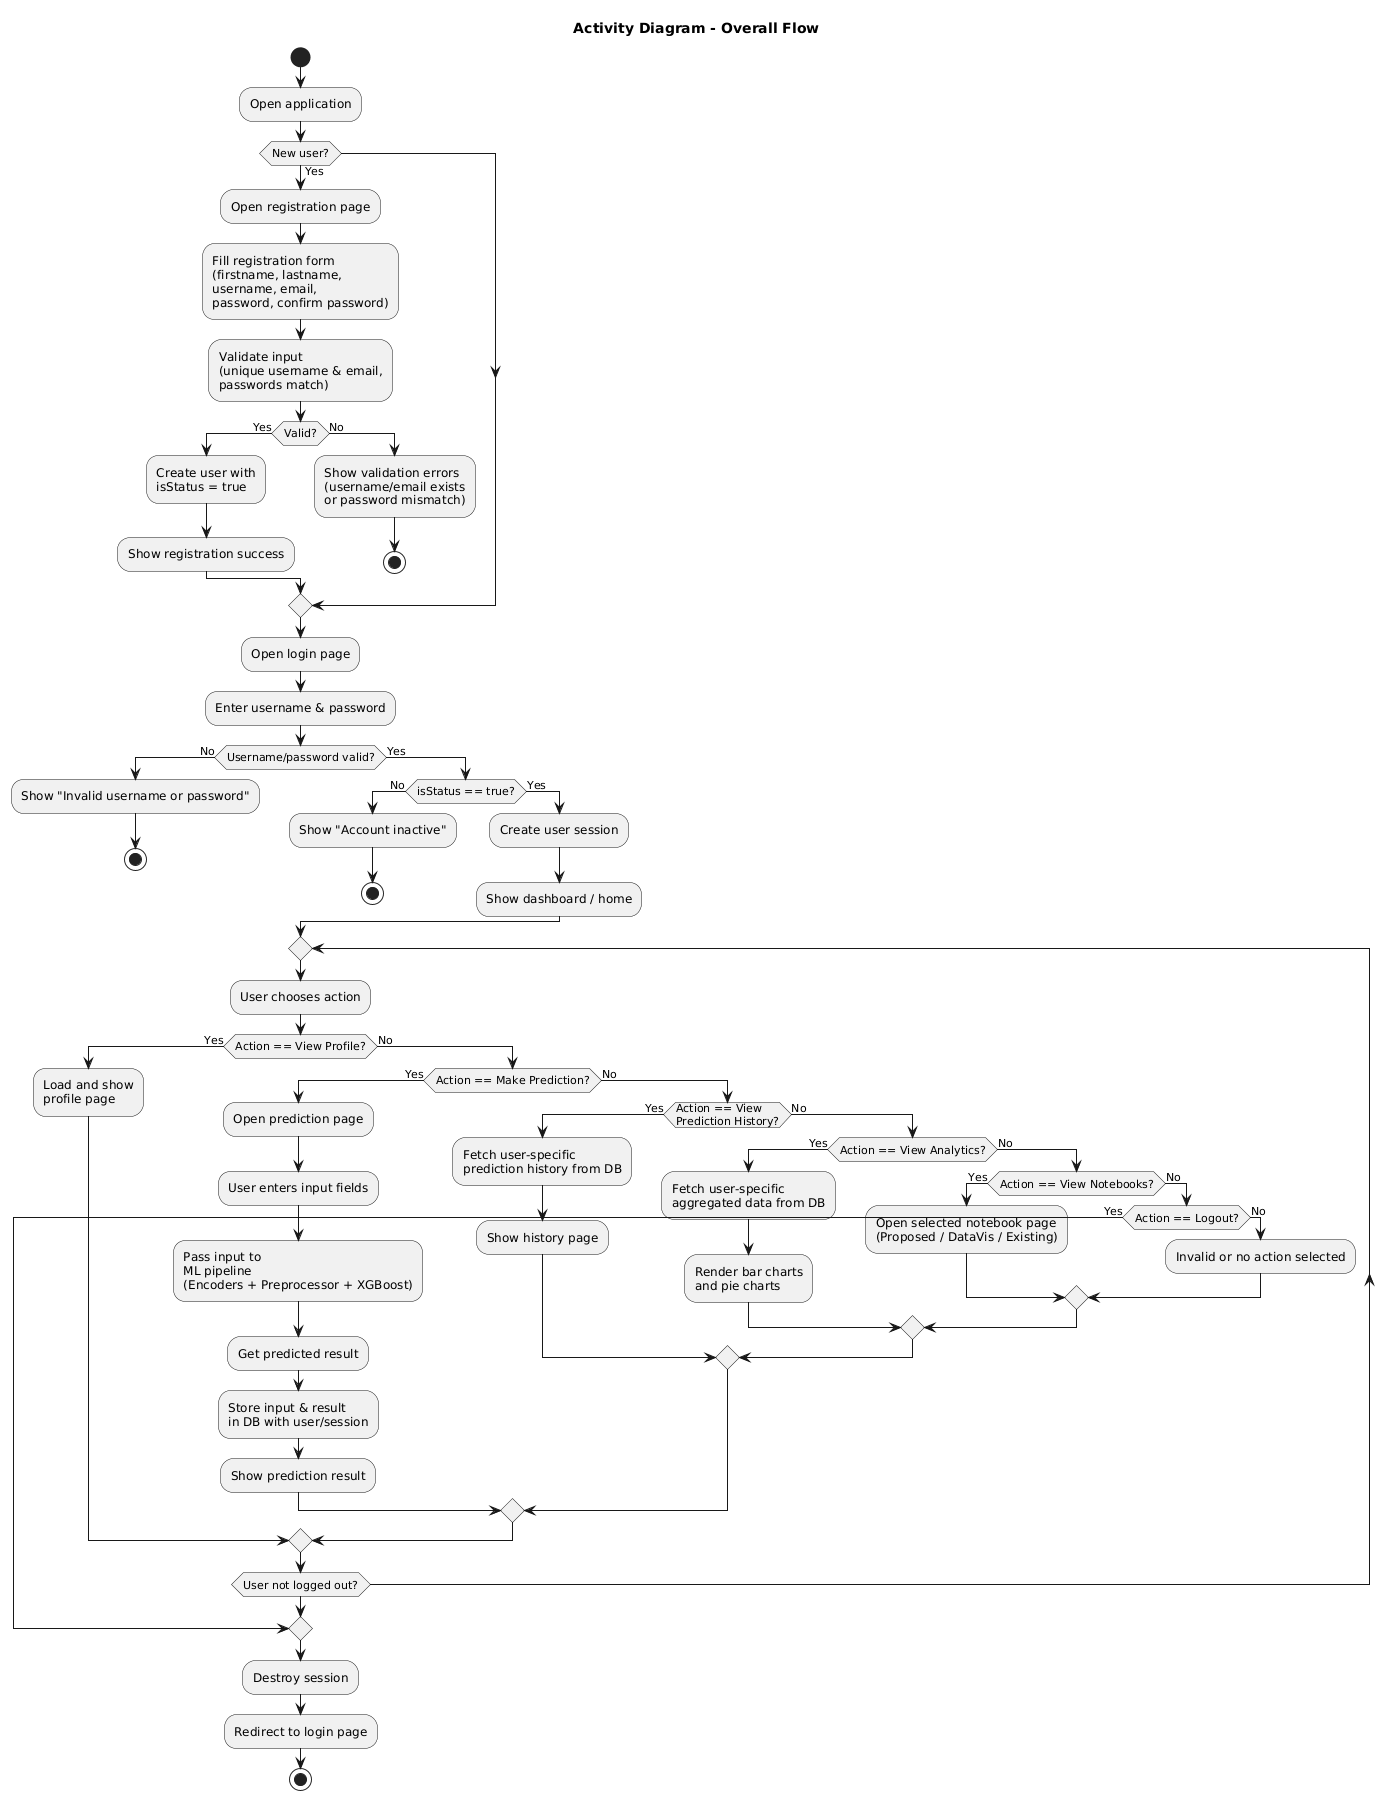 Activity Diagram - Overall Flow
Open application
New user?
Yes
Open registration page
Fill registration form
(firstname, lastname,
username, email,
password, confirm password)
Validate input
(unique username & email,
passwords match)
Yes
Valid?
No
Create user with
isStatus = true
Show registration success
Show validation errors
(username/email exists
or password mismatch)
Open login page
Enter username & password
No
Username/password valid?
Yes
Show "Invalid username or password"
No
isStatus == true?
Yes
Show "Account inactive"
Create user session
Show dashboard / home
User chooses action
Yes
Action == View Profile?
No
Load and show
profile page
Yes
Action == Make Prediction?
No
Open prediction page
User enters input fields
Pass input to
ML pipeline
(Encoders + Preprocessor + XGBoost)
Get predicted result
Store input & result
in DB with user/session
Show prediction result
Yes
Action == View
Prediction History?
No
Fetch user-specific
prediction history from DB
Show history page
Yes
Action == View Analytics?
No
Fetch user-specific
aggregated data from DB
Render bar charts
and pie charts
Yes
Action == View Notebooks?
No
Open selected notebook page
(Proposed / DataVis / Existing)
Yes
Action == Logout?
No
Invalid or no action selected
User not logged out?
Destroy session
Redirect to login page